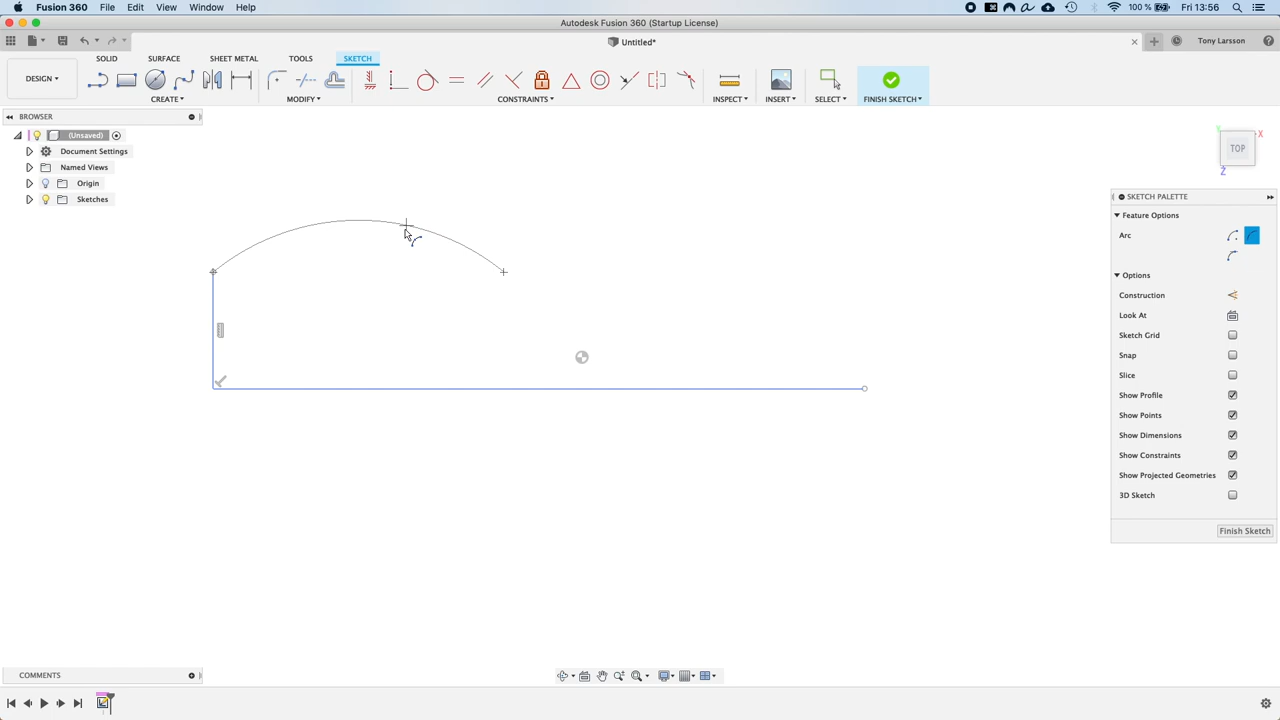 Fusion 360 File Edit View Window Help 100 % Fri 13:56
Autodesk Fusion 360 (Startup License)
Untitled*
Tony Larsson
SOLID SURFACE SHEET METAL TOOLS SKETCH
DESIGN
CREATE MODIFY CONSTRAINTS INSPECT INSERT SELECT FINISH SKETCH
BROWSER
(Unsaved)
Document Settings
Named Views
Origin
Sketches
TOP
X
Z
SKETCH PALETTE
Feature Options
Arc
Options
Construction
Look At
Sketch Grid
Snap
Slice
Show Profile
Show Points
Show Dimensions
Show Constraints
Show Projected Geometries
3D Sketch
Finish Sketch
COMMENTS